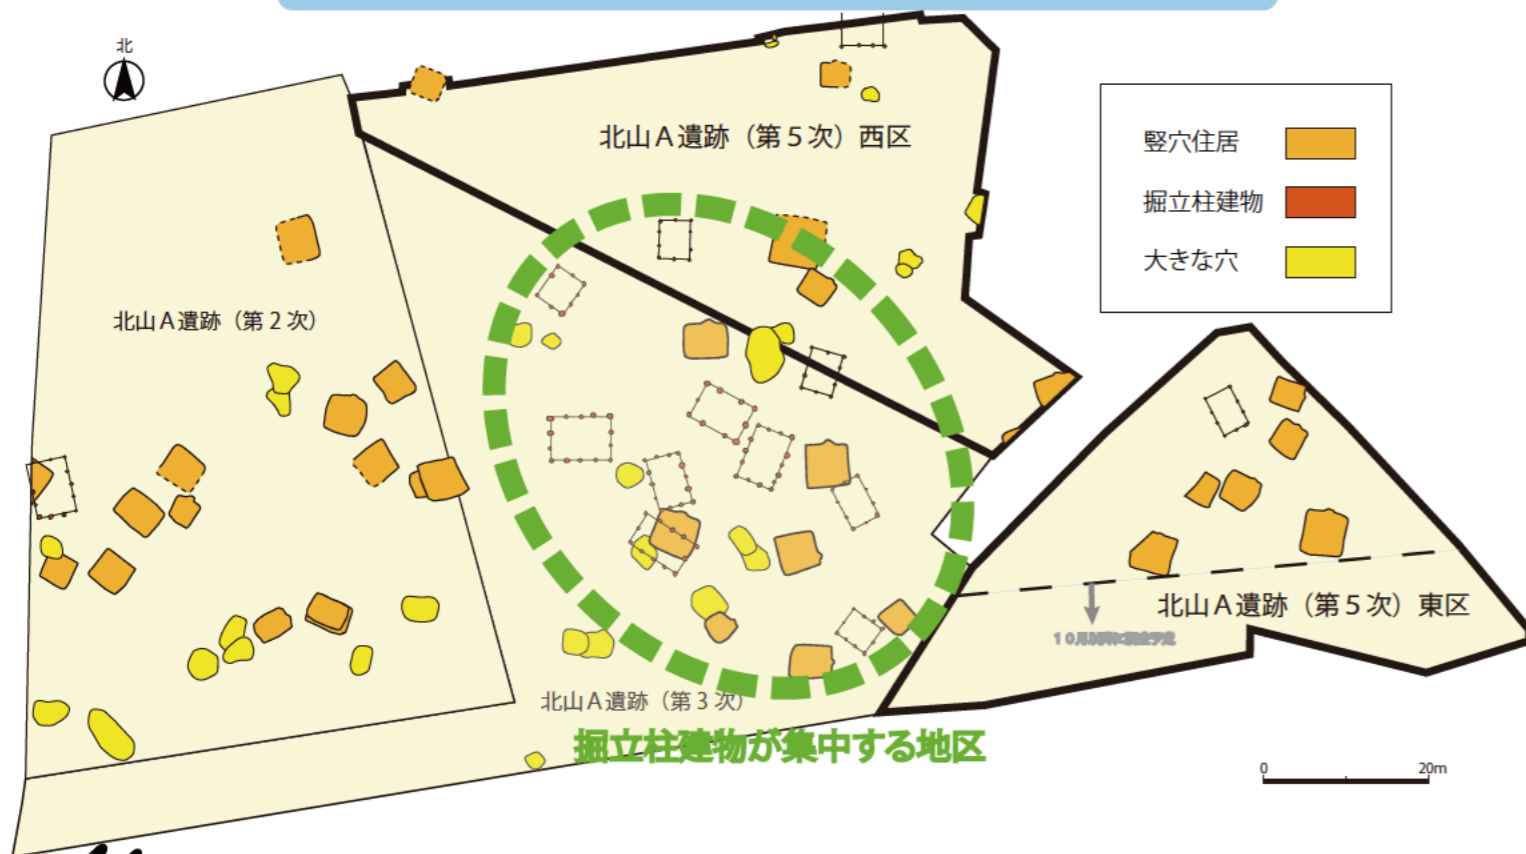 北
北山A遺跡（第５次）西区
竪穴住居
掘立柱建物
大きな穴
北山A遺跡（第２次）
北山A遺跡（第５次）東区
北山A遺跡（第３次）
掘立柱建物が集中する地区
0 20m